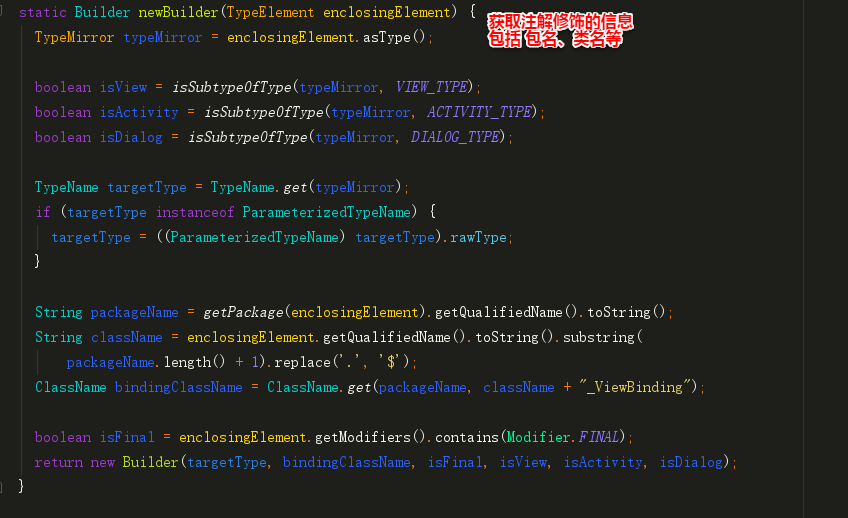 static Builder newBuilder(TypeElement enclosingElement) {
获取注解修饰的信息
包括 包名、类名等
TypeMirror typeMirror = enclosingElement.asType();
boolean isView = isSubtypeOfType(typeMirror, VIEW_TYPE);
boolean isActivity = isSubtypeOfType(typeMirror, ACTIVITY_TYPE);
boolean isDialog = isSubtypeOfType(typeMirror, DIALOG_TYPE);
TypeName targetType = TypeName.get(typeMirror);
if (targetType instanceof ParameterizedTypeName) {
targetType = ((ParameterizedTypeName) targetType).rawType;
}
String packageName = getPackage(enclosingElement).getQualifiedName().toString();
String className = enclosingElement.getQualifiedName().toString().substring(
packageName.length() + 1).replace('.', '$');
ClassName bindingClassName = ClassName.get(packageName, className + "_ViewBinding");
boolean isFinal = enclosingElement.getModifiers().contains(Modifier.FINAL);
return new Builder(targetType, bindingClassName, isFinal, isView, isActivity, isDialog);
}